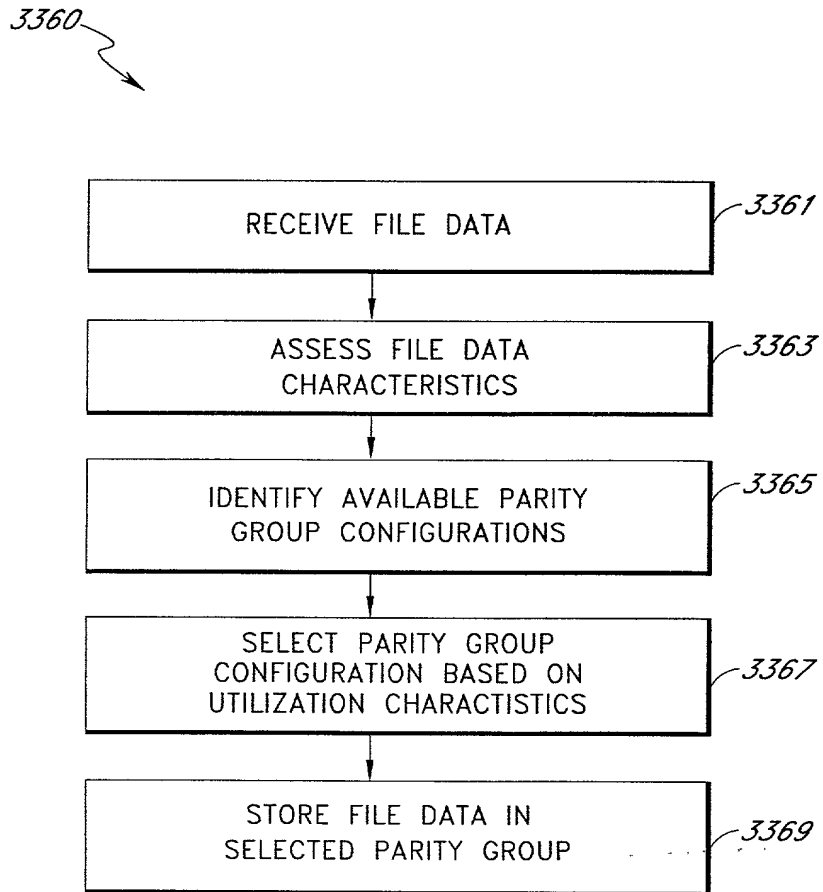 3360
RECEIVE FILE DATA
3361
ASSESS FILE DATA
CHARACTERISTICS
3363
IDENTIFY AVAILABLE PARITY
GROUP CONFIGURATIONS
3365
SELECT PARITY GROUP
CONFIGURATION BASED ON
UTILIZATION CHARACTISTICS
3367
STORE FILE DATA IN
SELECTED PARITY GROUP
3369